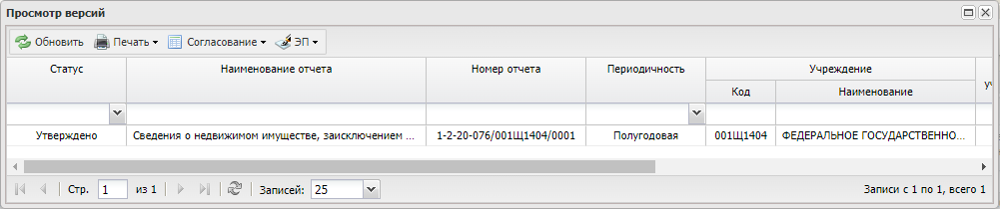 Просмотр версий
Обновить Печать Согласование ЭП
Статус Наименование отчета Номер отчета Периодичность Учреждение
Код Наименование
Утверждено Сведения о недвижимом имуществе, заисключением ... 1-2-20-076/001Щ1404/0001 Полугодовая 001Щ1404 ФЕДЕРАЛЬНОЕ ГОСУДАРСТВЕННО...
Стр. 1 из 1 Записей: 25 Записи с 1 по 1, всего 1